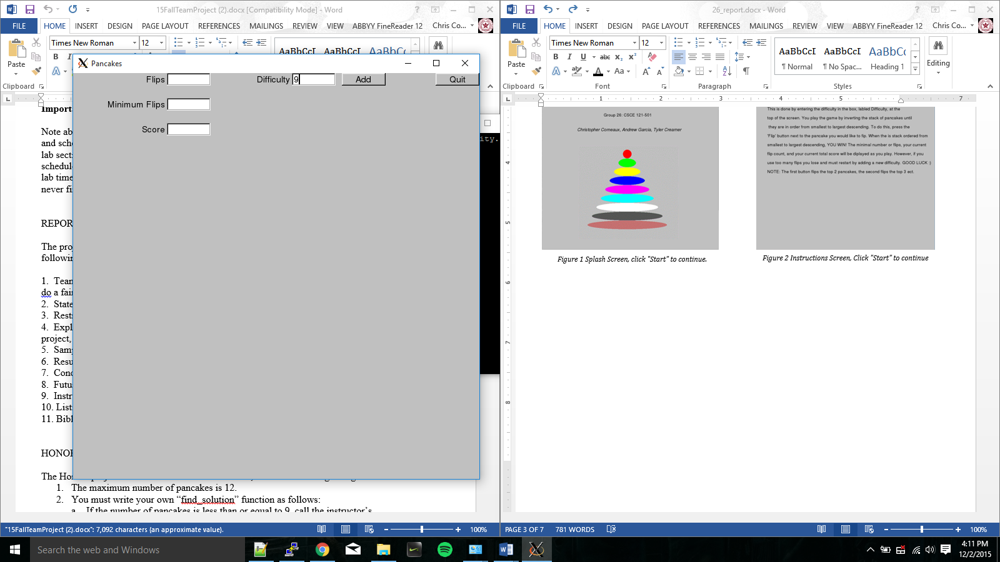 15FallTeamProject (2).docx [Compatibility Mode] - Word
FILE HOME INSERT DESIGN PAGE LAYOUT REFERENCES MAILINGS REVIEW VIEW ABBYY FineReader 12 Chris Co...
Times New Roman 12
AaBbCcI AaBbCcI AaBbC
Paste
B
Clipboard
Pancakes
Flips Difficulty 9 Add Quit
Minimum Flips
Score
Import
Note ab
and sche
lab secti
schedule
lab time
never fi
REPOR
The proj
following
1. Team
do a fair
2. State
3. Restr
4. Expl
project,
5. Samp
6. Resu
7. Conc
8. Futu
9. Instr
10. List
11. Bibl
HONOR
The Hon
1. The maximum number of pancakes is 12.
2. You must write your own “find_solution” function as follows:
a. If the number of pancakes is less than or equal to 9, call the instructor’s
ity.
"15FallTeamProject (2).docx": 7,092 characters (an approximate value).
100%
26_report.docx - Word
FILE HOME INSERT DESIGN PAGE LAYOUT REFERENCES MAILINGS REVIEW VIEW ABBYY FineReader 12 Chris Co...
Times New Roman 12
Paste
B I U abc x₂ x²
A aby A Aa A A
AaBbCcI AaBbCcI AaBbCc
¶ Normal ¶ No Spac... Heading 1
Editing
Clipboard Font Paragraph Styles
1 2 3 4 5 7
4
5
6
7
8
Group 26: CSCE 121-501
Christopher Comeaux, Andrew Garcia, Tyler Creamer
Figure 1 Splash Screen, click "Start" to continue.
This is done by entering the difficulty in the box, labled Difficulty, at the
top of the screen. You play the game by inverting the stack of pancakes until
they are in order from smallest to largest descending. To do this, press the
'Flip' button next to the pancake you would like to fip. When the is stack ordered from
smallest to largest descending, YOU WIN! The minimal number or flips, your current
flip count, and your current total score will be diplayed as you play. However, if you
use too many flips you lose and must restart by adding a new difficulty. GOOD LUCK :)
NOTE: The first button flips the top 2 pancakes, the second flips the top 3 ect.
Figure 2 Instructions Screen, Click "Start" to continue
PAGE 3 OF 7 781 WORDS
100%
Search the web and Windows
4:11 PM
12/2/2015